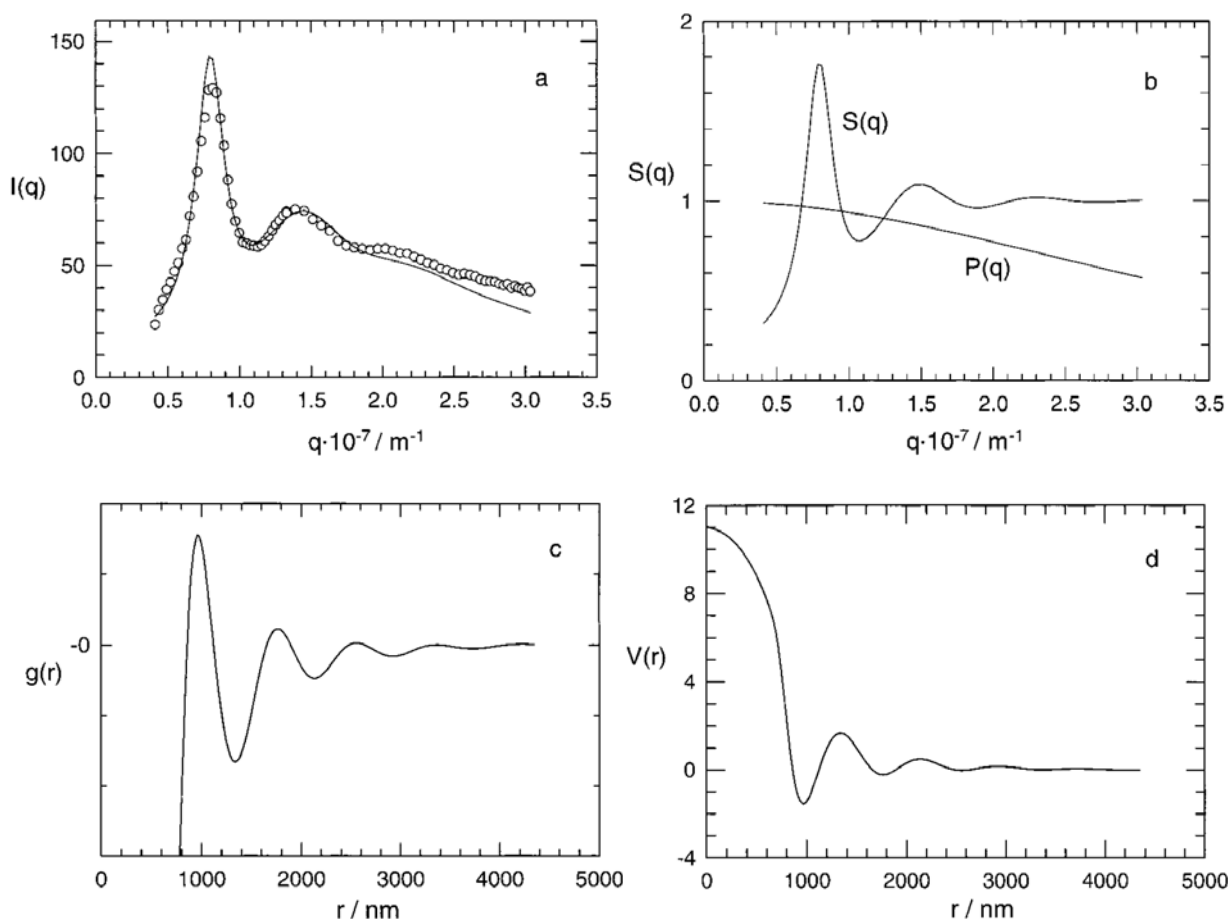 a
150
100
50
0
I(q)
0.0 0.5 1.0 1.5 2.0 2.5 3.0 3.5
q·10⁻⁷ / m⁻¹
b
2
1
0
S(q)
S(q)
P(q)
0.0 0.5 1.0 1.5 2.0 2.5 3.0 3.5
q·10⁻⁷ / m⁻¹
c
-0
g(r)
0 1000 2000 3000 4000 5000
r / nm
d
12
8
4
0
-4
V(r)
0 1000 2000 3000 4000 5000
r / nm